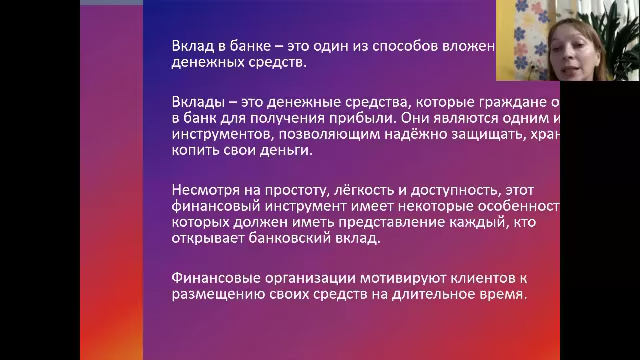 Вклад в банке – это один из способов вложен
денежных средств.
Вклады – это денежные средства, которые граждане о
в банк для получения прибыли. Они являются одним и
инструментов, позволяющим надёжно защищать, хран
копить свои деньги.
Несмотря на простоту, лёгкость и доступность, этот
финансовый инструмент имеет некоторые особенност
которых должен иметь представление каждый, кто
открывает банковский вклад.
Финансовые организации мотивируют клиентов к
размещению своих средств на длительное время.